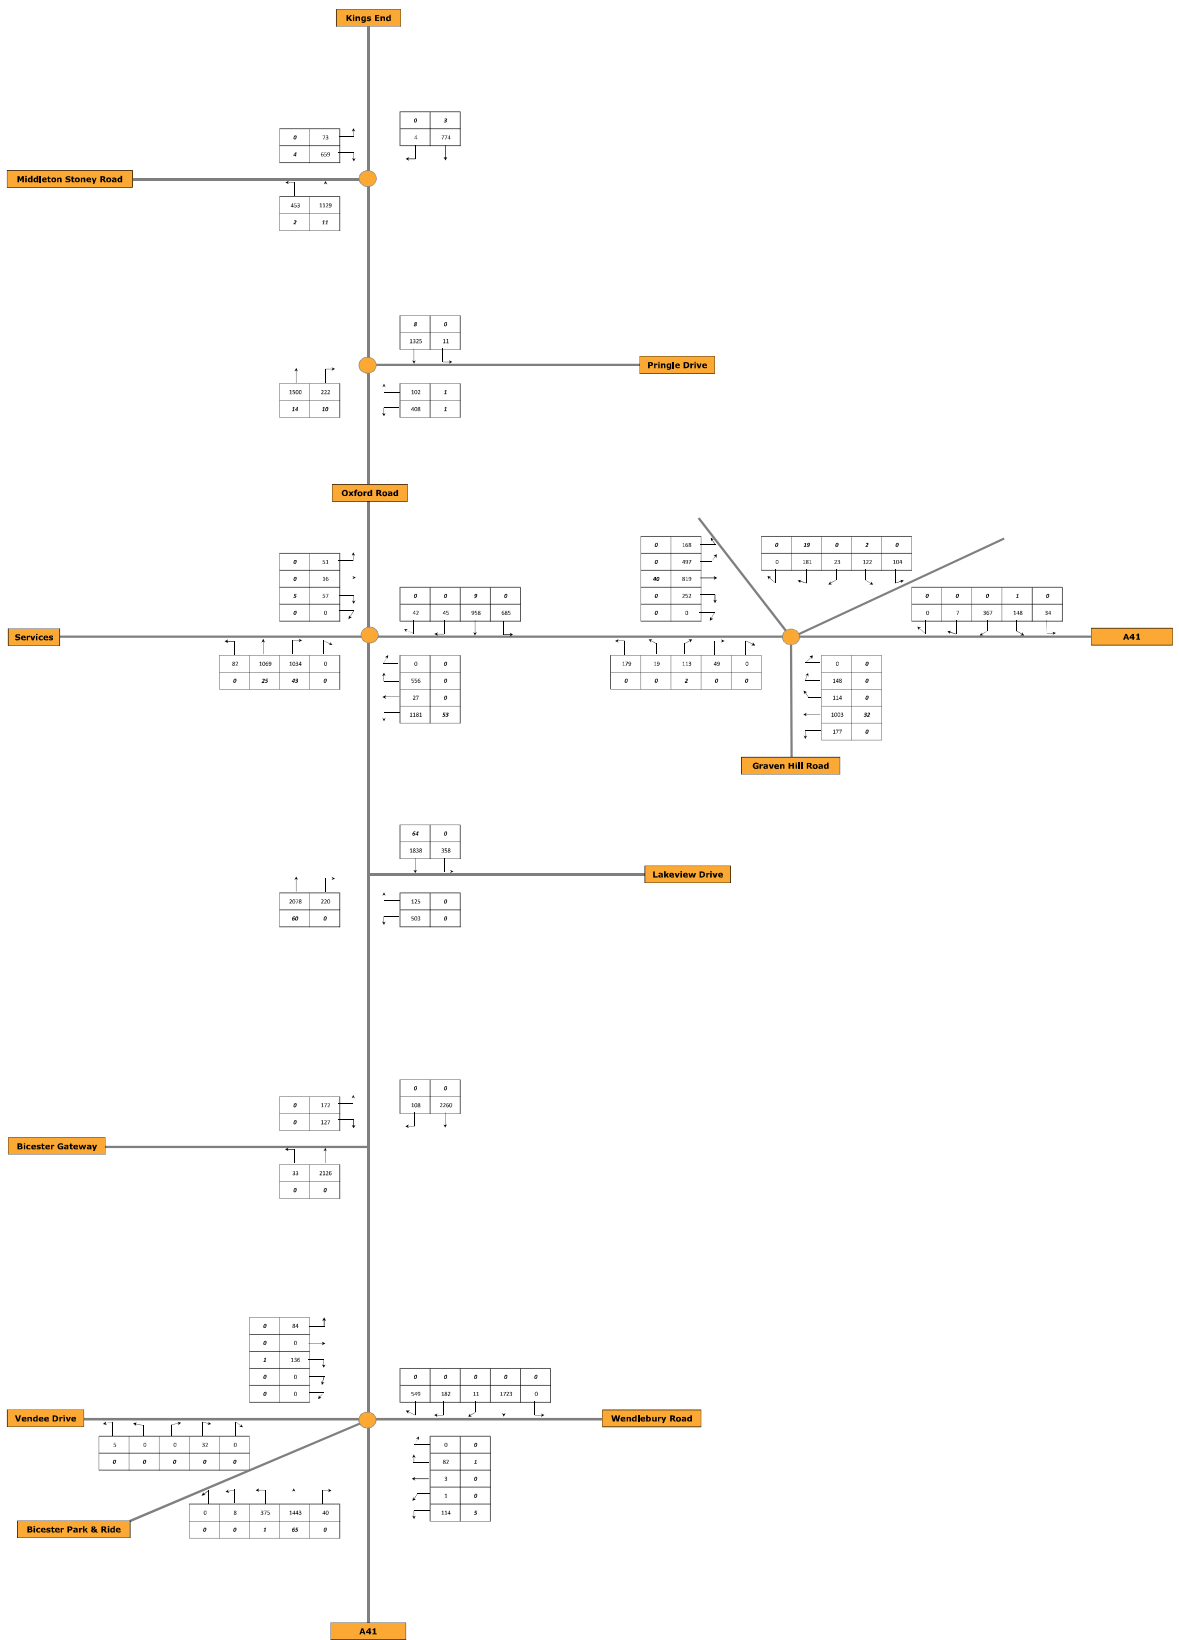 Kings End
0 3
4 774
0 73
4 659
Middleton Stoney Road
453 1129
2 11
8 0
1325 11
Pringle Drive
1500 222
14 10
102 1
408 1
Oxford Road
0 51
0 16
5 57
0 0
0 0 9 0
42 45 958 685
Services
82 1069 1034 0
0 25 43 0
0 0
556 0
27 0
1181 53
0 168
0 497
40 819
0 252
0 0
0 19 0 2 0
0 181 23 122 104
0 0 0 1 0
0 7 367 148 34
A41
179 19 113 49 0
0 0 2 0 0
0 0
148 0
114 0
1003 32
177 0
Graven Hill Road
64 0
1838 358
Lakeview Drive
2078 220
60 0
125 0
503 0
0 0
108 2260
0 172
0 127
Bicester Gateway
33 2126
0 0
0 84
0 0
1 136
0 0
0 0
0 0 0 0 0
549 182 11 1723 0
Vendee Drive
Wendlebury Road
5 0 0 32 0
0 0 0 0 0
0 0
82 1
3 0
1 0
114 5
0 8 375 1443 40
0 0 1 65 0
Bicester Park & Ride
A41